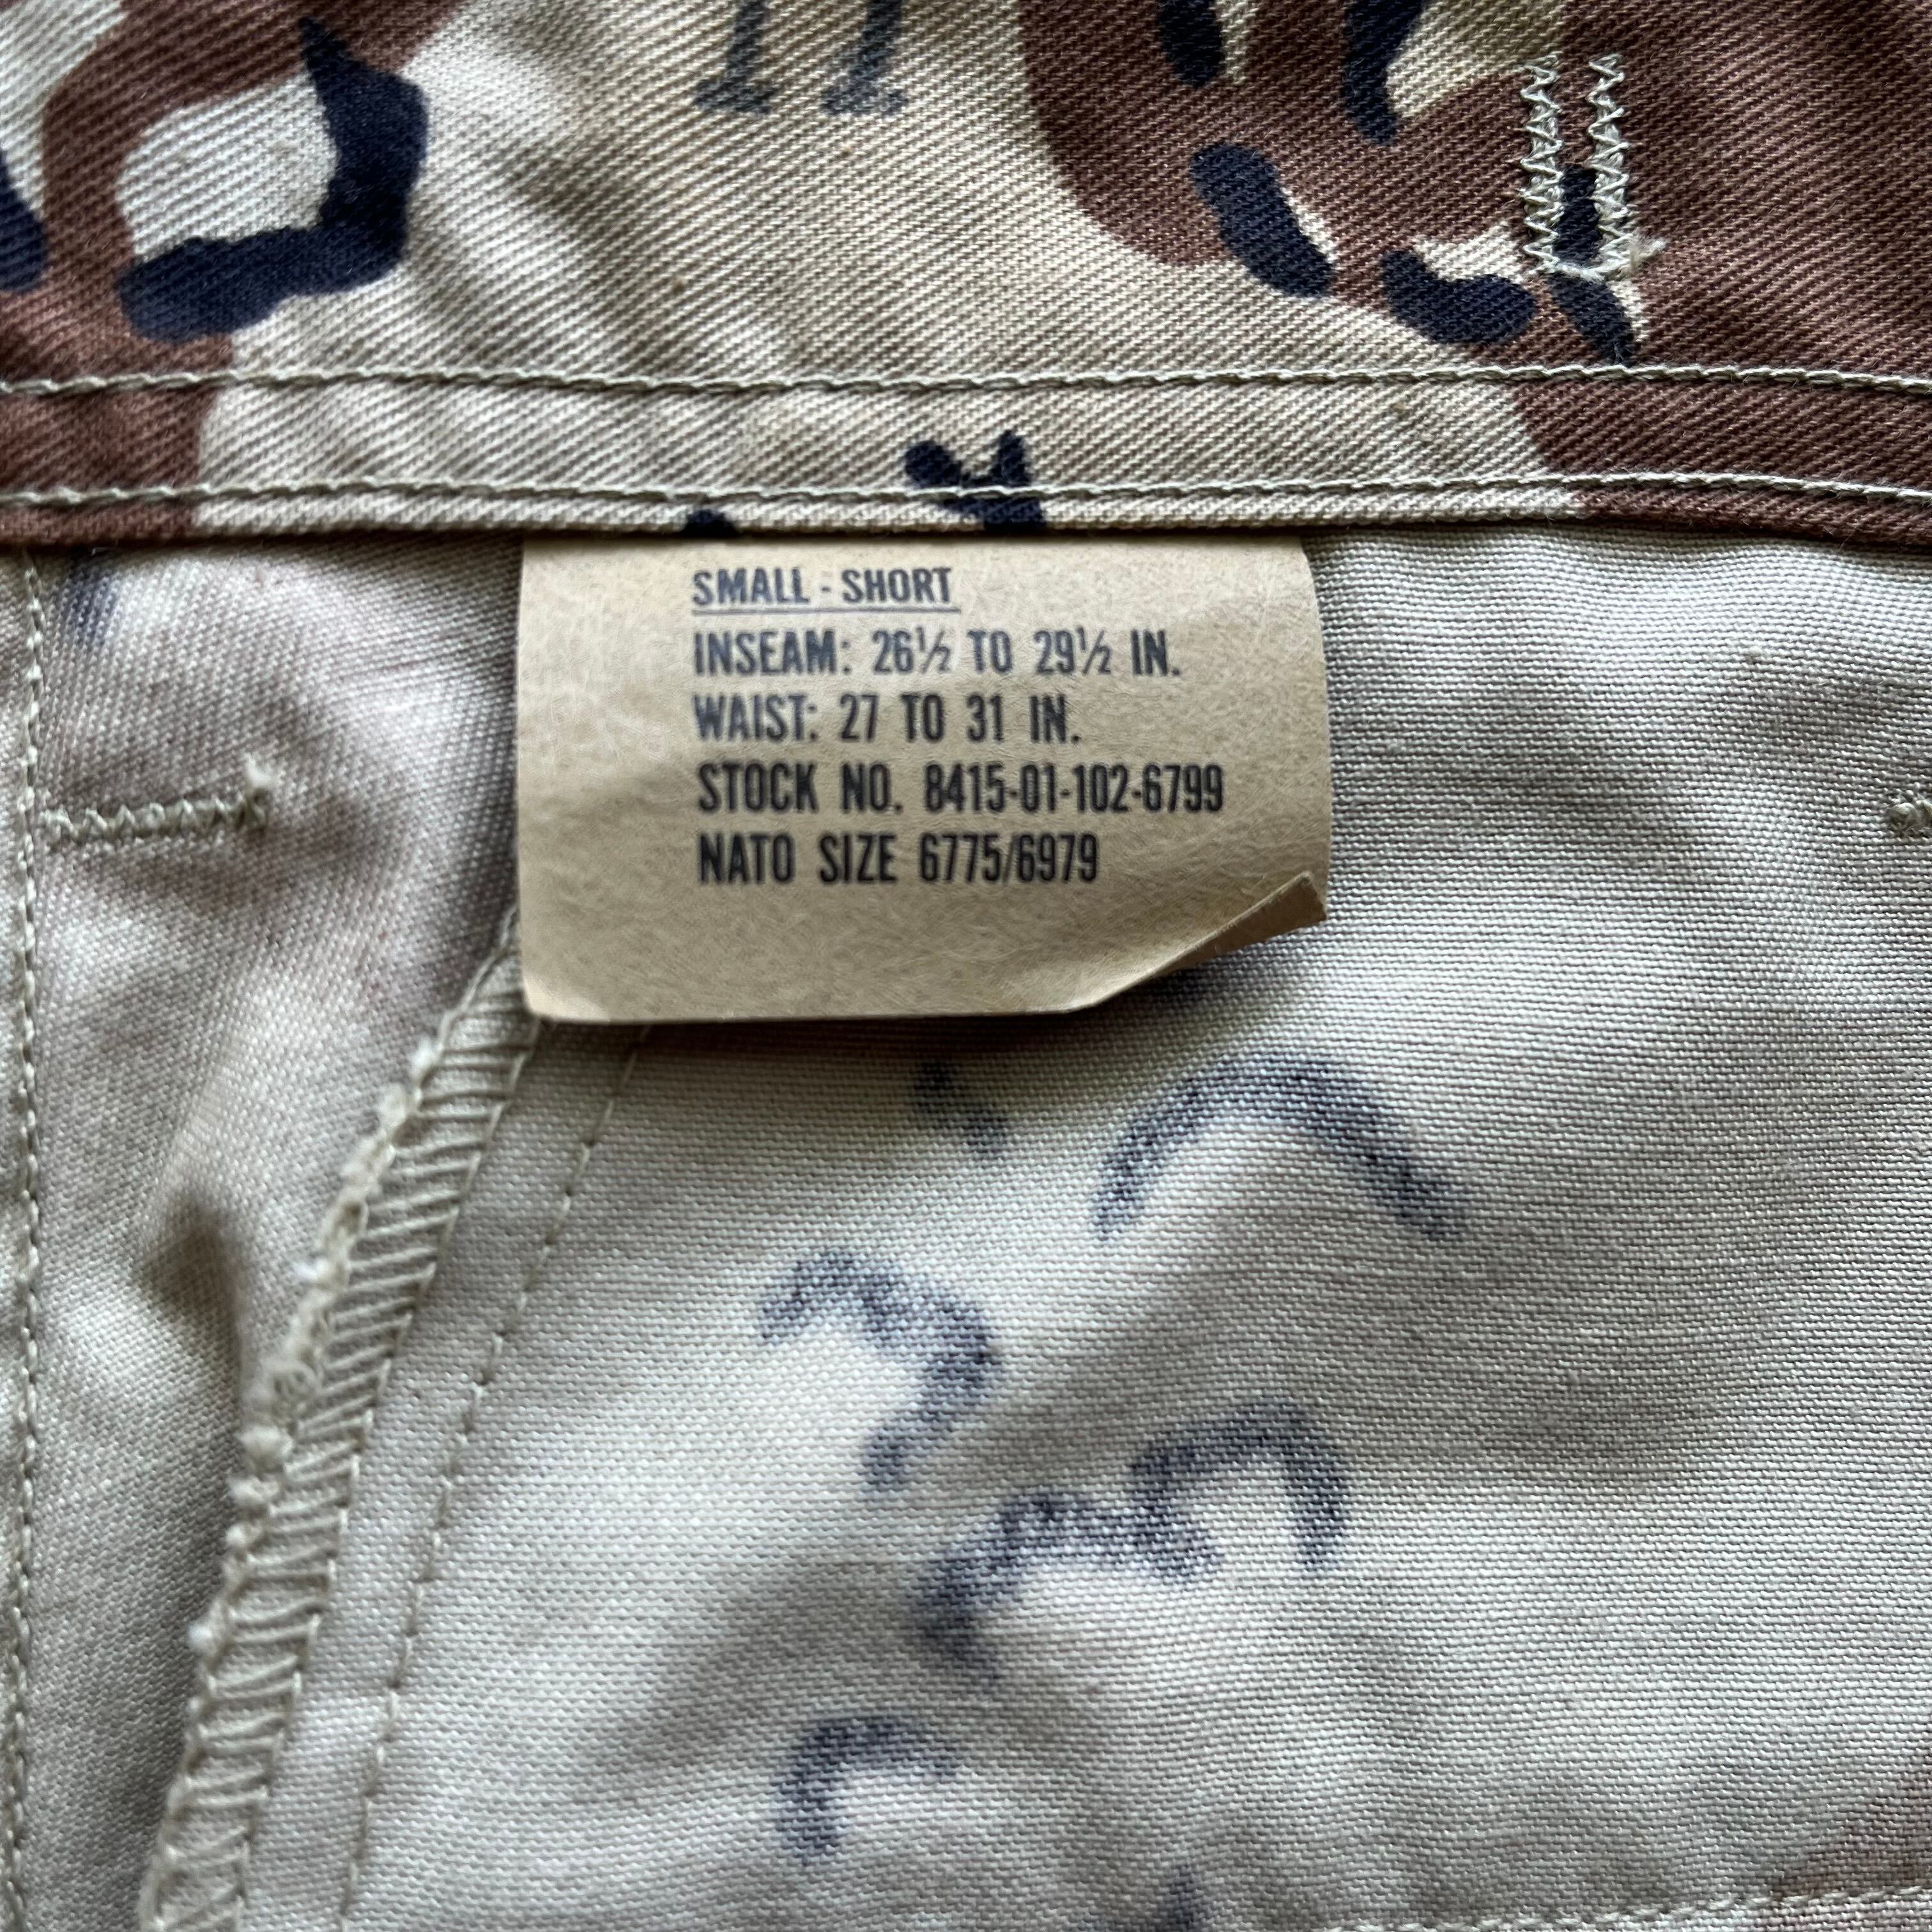 SMALL - SHORT
INSEAM: 26½ TO 29½ IN.
WAIST: 27 TO 31 IN.
STOCK NO. 8415-01-102-6799
NATO SIZE 6775/6979